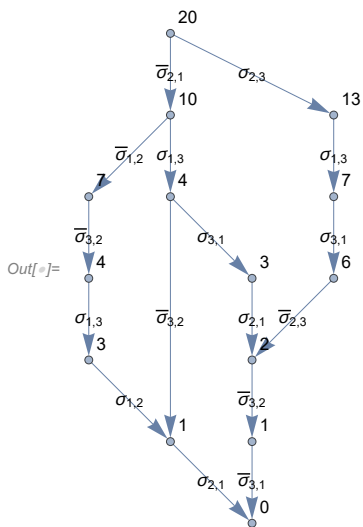 20
σ̅2,1 σ2,3
10 13
σ̅1,2 σ1,3 σ1,3
7 4 7
σ̅3,2 σ3,1 σ3,1
Out[∘]= 4 3 6
σ1,3 σ̅3,2 σ2,1 σ̅2,3
3 2
σ1,2 σ̅3,2
1 1
σ2,1 σ̅3,1
0